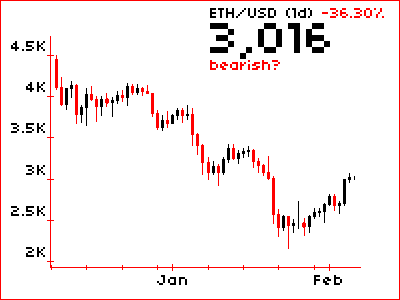 ETH/USD (1d) -36.30%
3,016
bearish?
4.5K
4K
3.5K
3K
2.5K
2K
Jan Feb